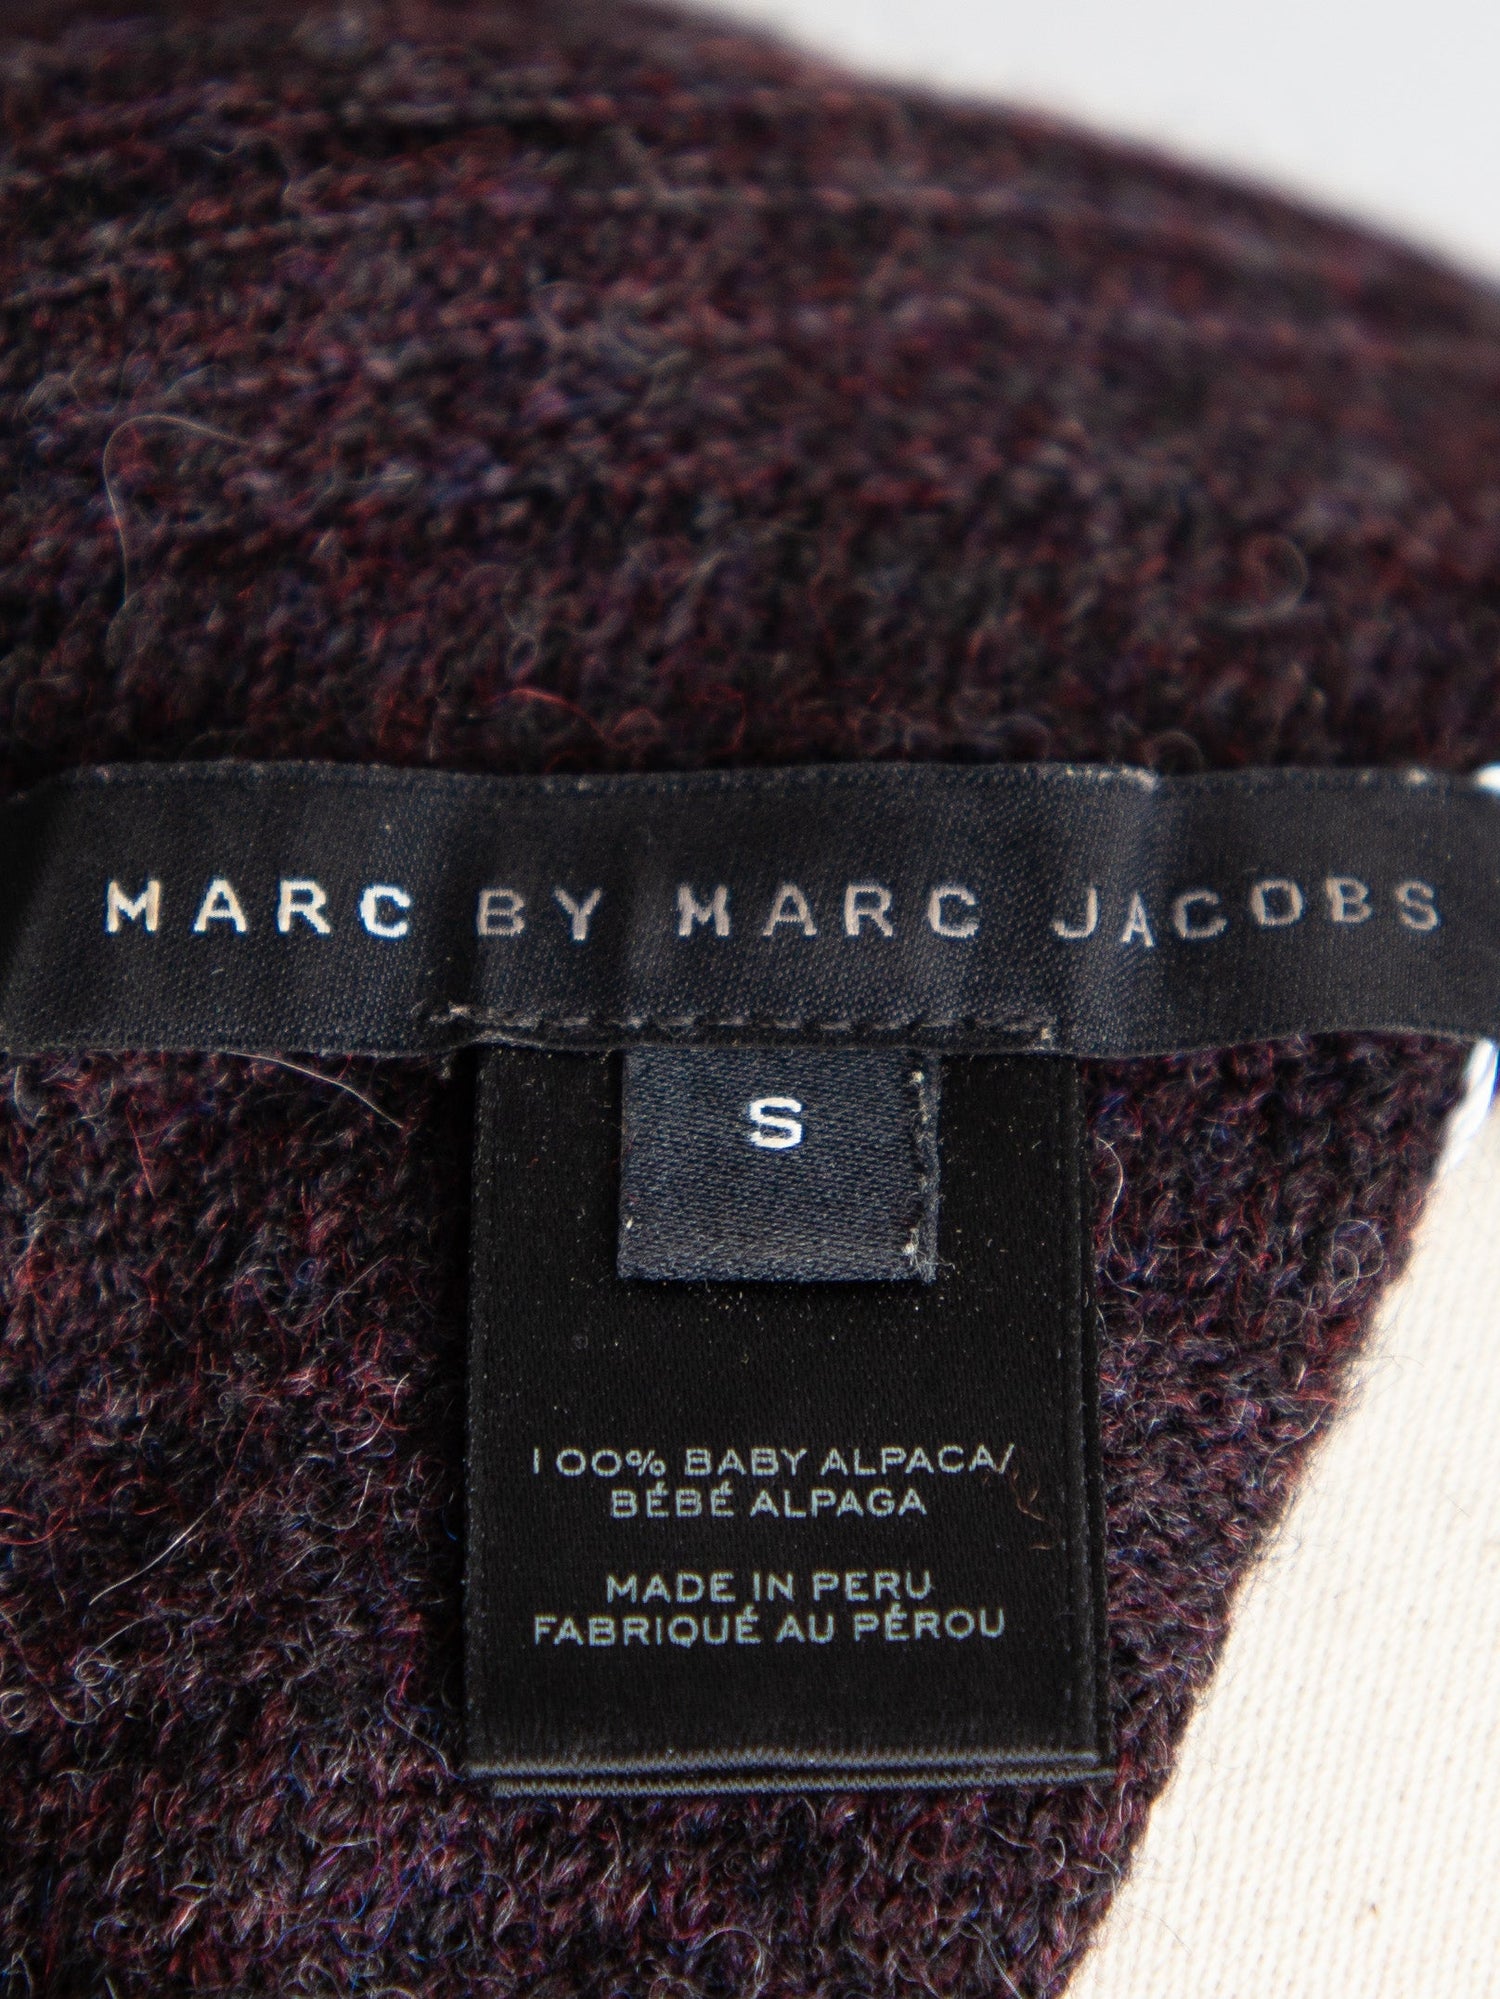 MARC BY MARC JACOBS
S
100% BABY ALPACA/
BÉBÉ ALPAGA
MADE IN PERU
FABRIQUÉ AU PÉROU